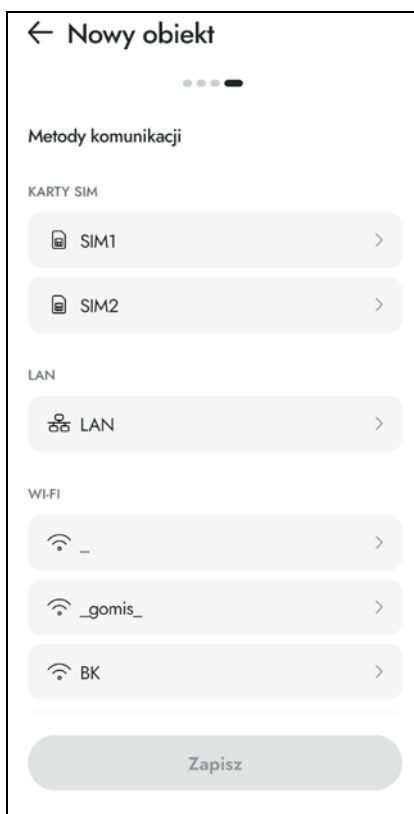 Nowy obiekt
Metody komunikacji
KARTY SIM
SIM1
SIM2
LAN
LAN
WI-FI
_
_gomis_
BK
Zapisz